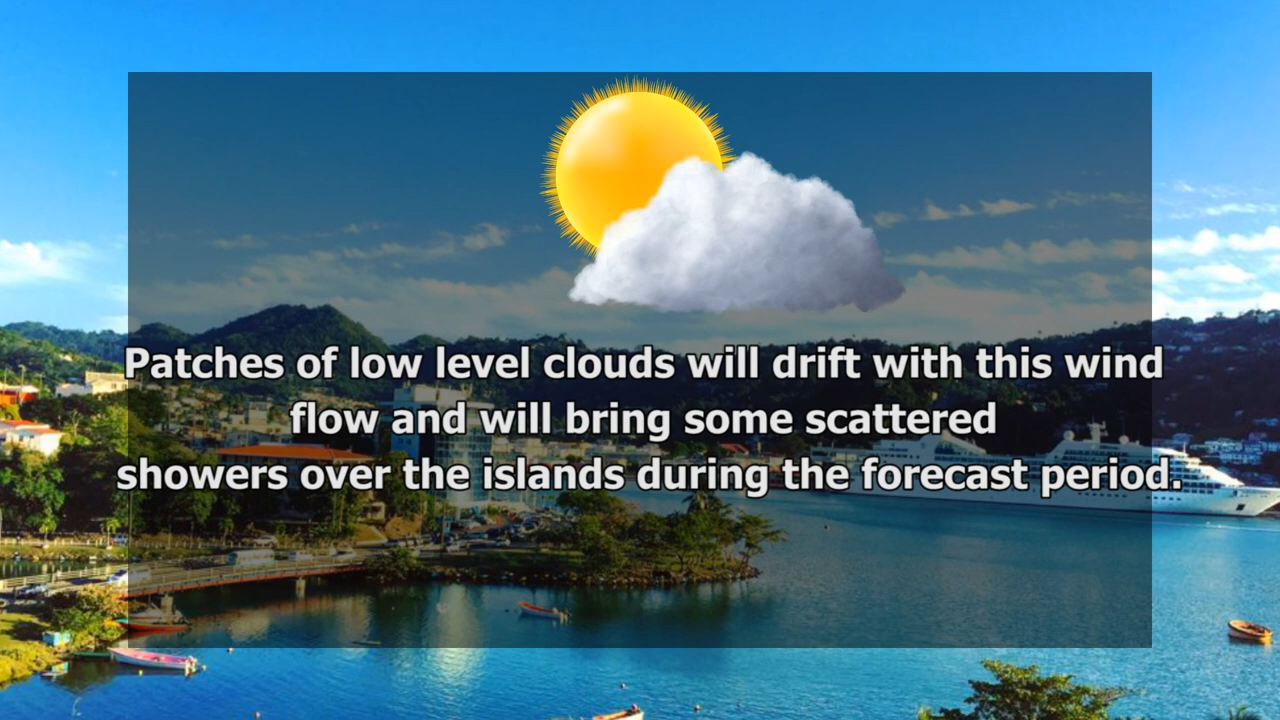 Patches of low level clouds will drift with this wind
flow and will bring some scattered
showers over the islands during the forecast period.